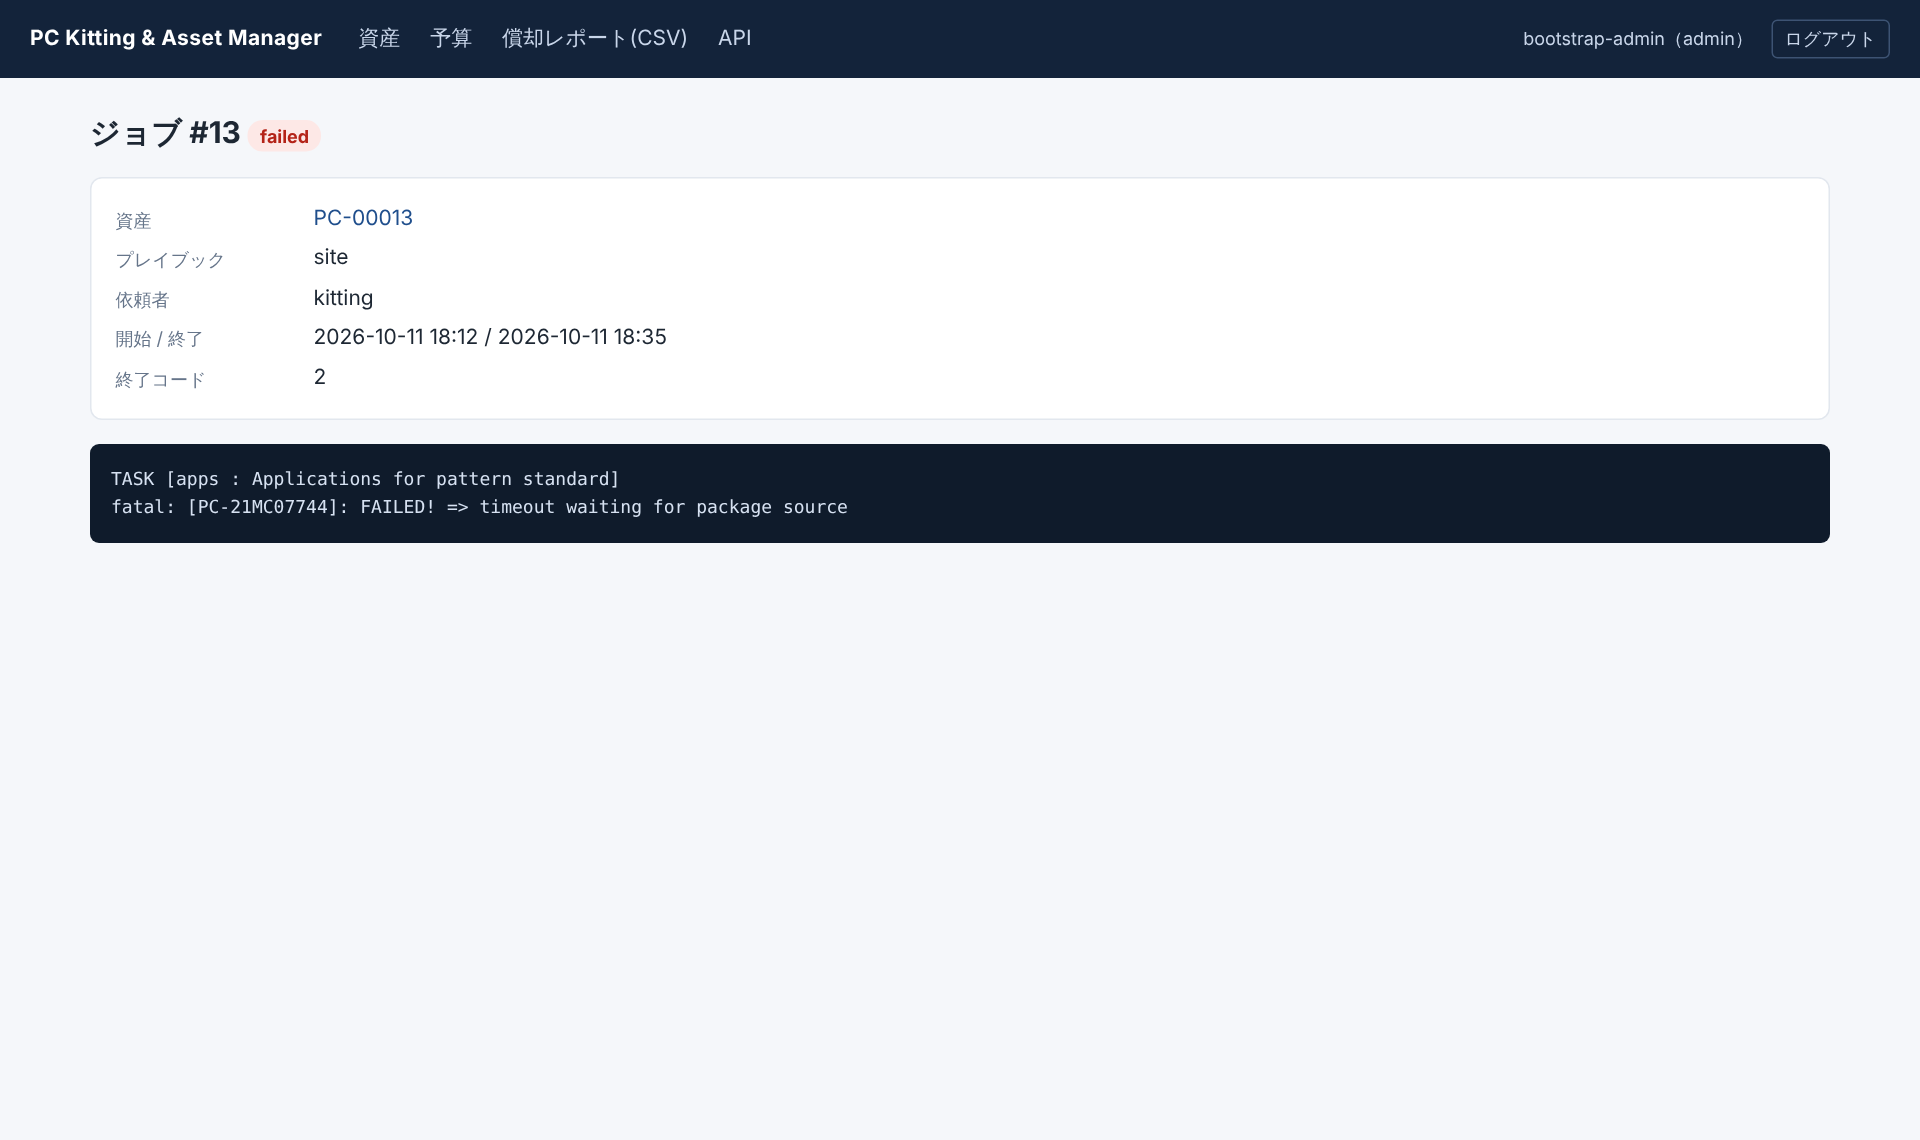 PC Kitting & Asset Manager 資産 予算 償却レポート(CSV) API bootstrap-admin（admin） ログアウト
ジョブ #13 failed
資産 PC-00013
プレイブック site
依頼者 kitting
開始 / 終了 2026-10-11 18:12 / 2026-10-11 18:35
終了コード 2
TASK [apps : Applications for pattern standard]
fatal: [PC-21MC07744]: FAILED! => timeout waiting for package source